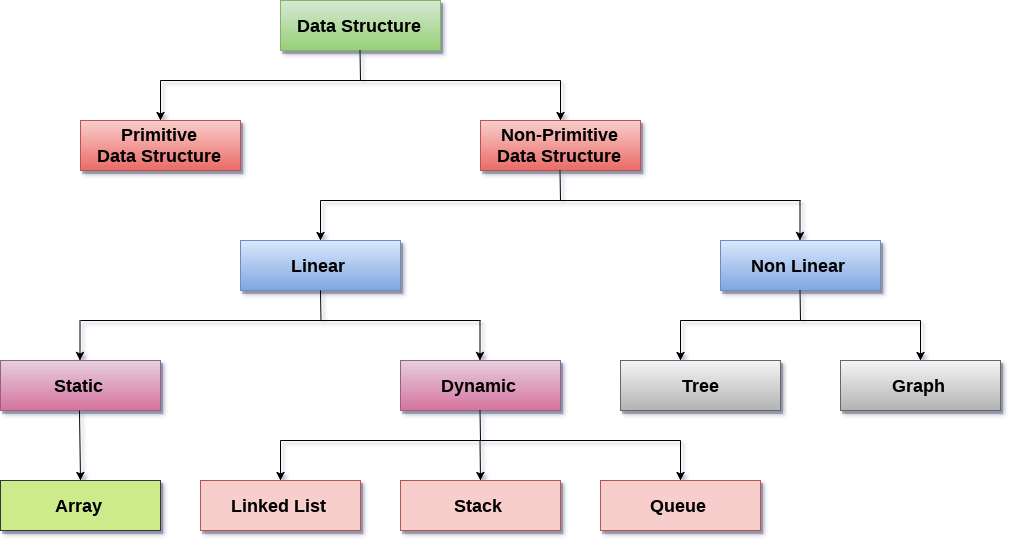 Data Structure
Primitive
Data Structure
Non-Primitive
Data Structure
Linear
Non Linear
Static
Dynamic
Tree
Graph
Array
Linked List
Stack
Queue